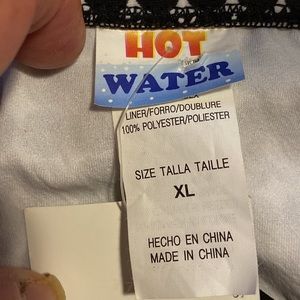 HOT
WATER
LINER/FORRO/DOUBLURE
100% POLYESTER/POLIESTER
SIZE TALLA TAILLE
XL
HECHO EN CHINA
MADE IN CHINA